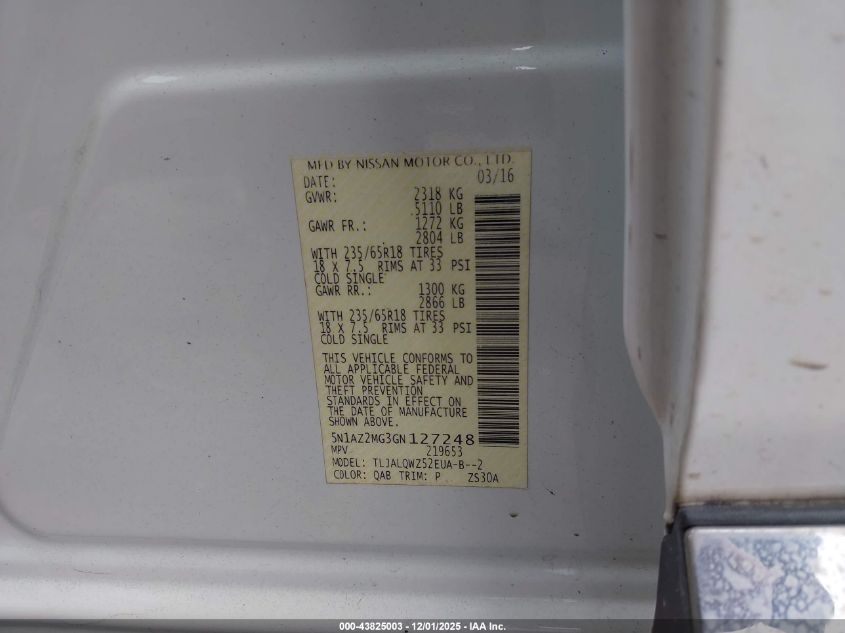 MFD BY NISSAN MOTOR CO., LTD.
DATE: 03/16
GVWR: 2318 KG
5110 LB
GAWR FR.: 1272 KG
2804 LB
WITH 235/65R18 TIRES
18 X 7.5 RIMS AT 33 PSI
COLD SINGLE
GAWR RR.: 1300 KG
2866 LB
WITH 235/65R18 TIRES
18 X 7.5 RIMS AT 33 PSI
COLD SINGLE
THIS VEHICLE CONFORMS TO
ALL APPLICABLE FEDERAL
MOTOR VEHICLE SAFETY AND
THEFT PREVENTION
STANDARDS IN EFFECT ON
THE DATE OF MANUFACTURE
SHOWN ABOVE.
5N1AZ2MG3GN127248
MPV 219653
MODEL: TLJALQWZ52EUA-B--2
COLOR: QAB TRIM: P ZS30A
000-43825003 - 12/01/2025 - IAA Inc.